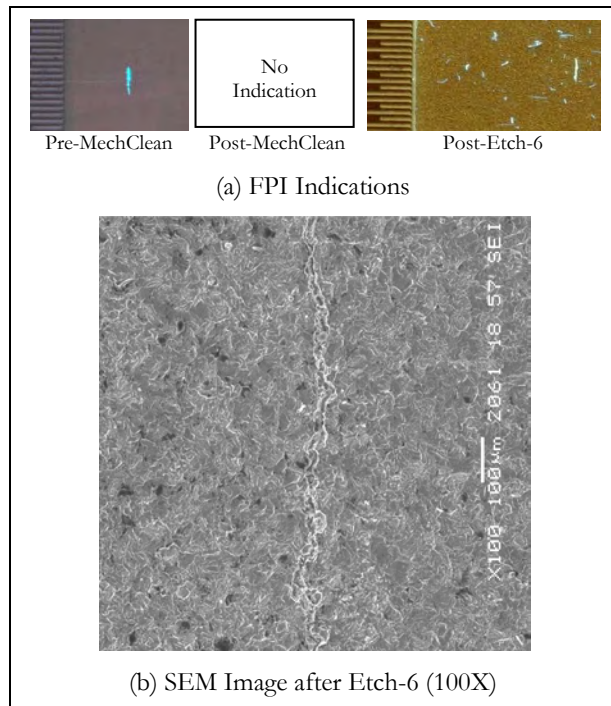 No
Indication
Pre-MechClean
Post-MechClean
Post-Etch-6
(a) FPI Indications
X100 100µm 2061 18 57 SEI
(b) SEM Image after Etch-6 (100X)